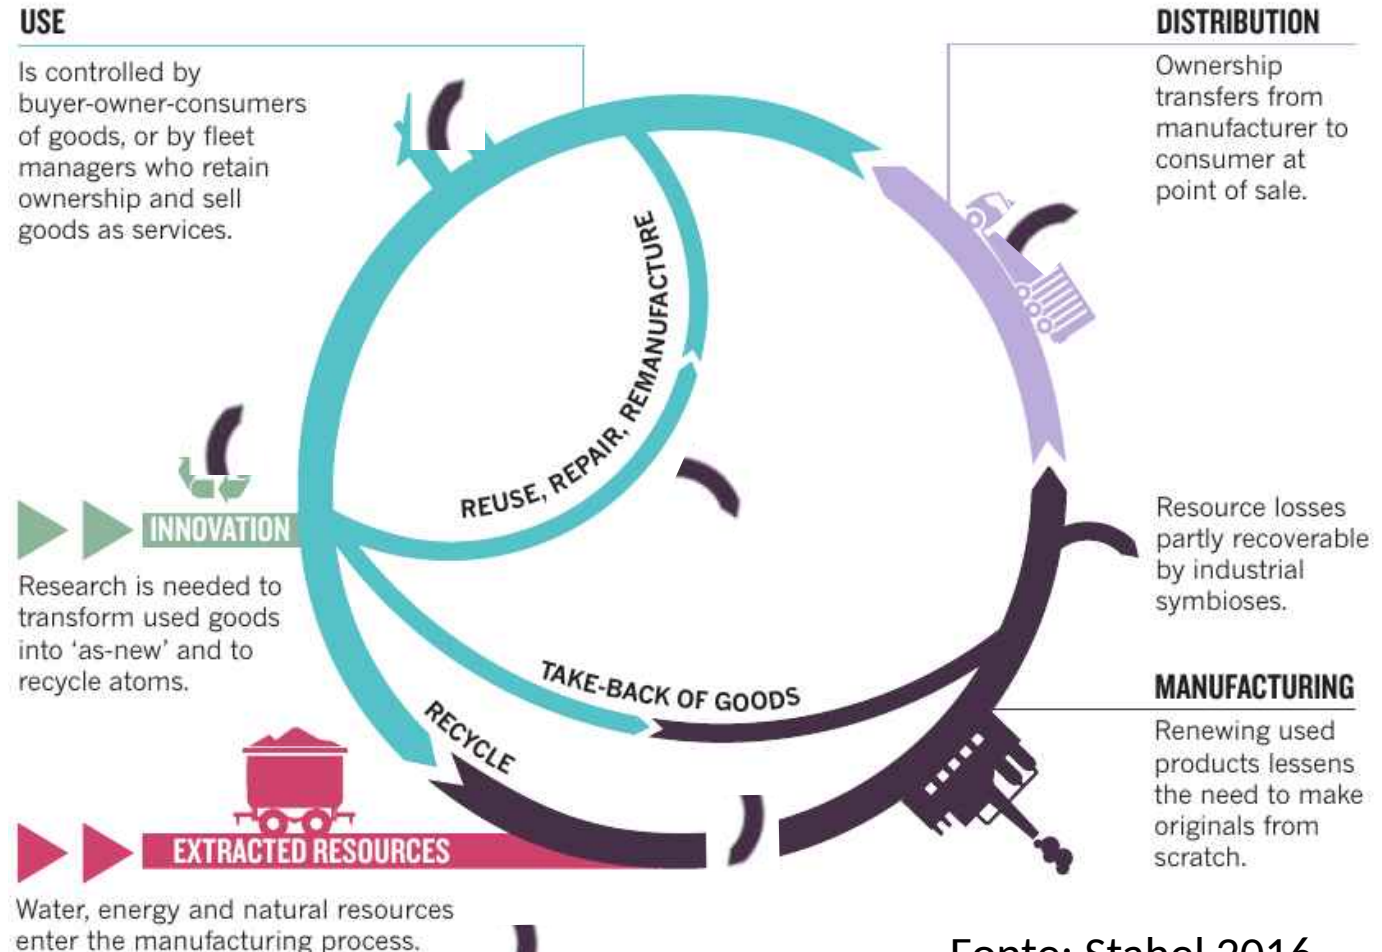 USE
Is controlled by
buyer-owner-consumers
of goods, or by fleet
managers who retain
ownership and sell
goods as services.
DISTRIBUTION
Ownership
transfers from
manufacturer to
consumer at
point of sale.
REUSE, REPAIR, REMANUFACTURE
INNOVATION
Research is needed to
transform used goods
into ‘as-new’ and to
recycle atoms.
Resource losses
partly recoverable
by industrial
symbioses.
TAKE-BACK OF GOODS
RECYCLE
MANUFACTURING
Renewing used
products lessens
the need to make
originals from
scratch.
EXTRACTED RESOURCES
Water, energy and natural resources
enter the manufacturing process.
Fonte: Stahel 2016